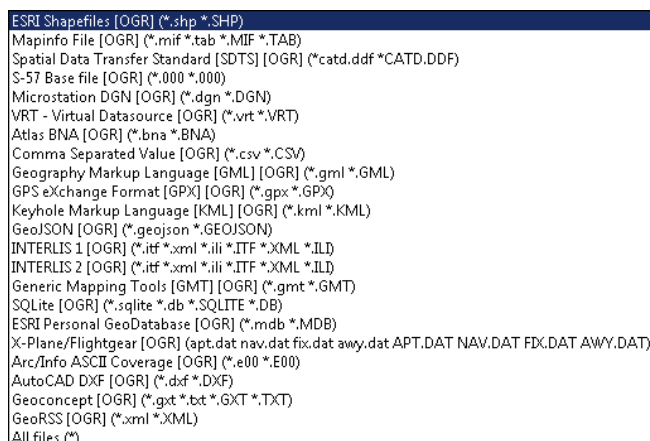 ESRI Shapefiles [OGR] (*.shp *.SHP)
Mapinfo File [OGR] (*.mif *.tab *.MIF *.TAB)
Spatial Data Transfer Standard [SDTS] [OGR] (*catd.ddf *CATD.DDF)
S-57 Base file [OGR] (*.000 *.000)
Microstation DGN [OGR] (*.dgn *.DGN)
VRT - Virtual Datasource [OGR] (*.vrt *.VRT)
Atlas BNA [OGR] (*.bna *.BNA)
Comma Separated Value [OGR] (*.csv *.CSV)
Geography Markup Language [GML] [OGR] (*.gml *.GML)
GPS eXchange Format [GPX] [OGR] (*.gpx *.GPX)
Keyhole Markup Language [KML] [OGR] (*.kml *.KML)
GeoJSON [OGR] (*.geojson *.GEOJSON)
INTERLIS 1 [OGR] (*.itf *.xml *.ili *.ITF *.XML *.ILI)
INTERLIS 2 [OGR] (*.itf *.xml *.ili *.ITF *.XML *.ILI)
Generic Mapping Tools [GMT] [OGR] (*.gmt *.GMT)
SQLite [OGR] (*.sqlite *.db *.SQLITE *.DB)
ESRI Personal GeoDatabase [OGR] (*.mdb *.MDB)
X-Plane/Flightgear [OGR] (apt.dat nav.dat fix.dat awy.dat APT.DAT NAV.DAT FIX.DAT AWY.DAT)
Arc/Info ASCII Coverage [OGR] (*.e00 *.E00)
AutoCAD DXF [OGR] (*.dxf *.DXF)
Geoconcept [OGR] (*.gxt *.txt *.GXT *.TXT)
GeoRSS [OGR] (*.xml *.XML)
All files (*)